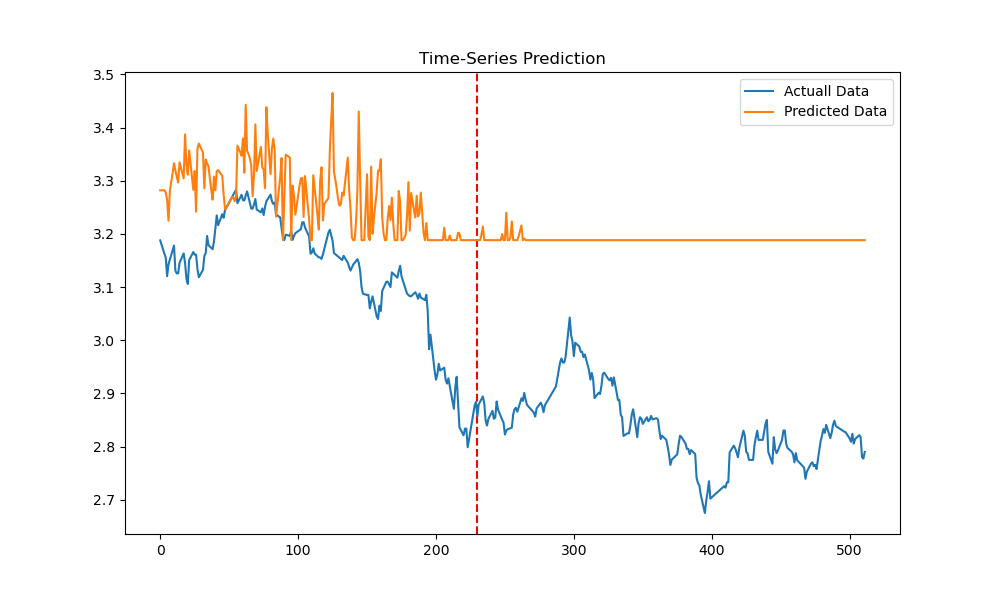 Time-Series Prediction
Actuall Data
Predicted Data
3.5
3.4
3.3
3.2
3.1
3.0
2.9
2.8
2.7
0 100 200 300 400 500